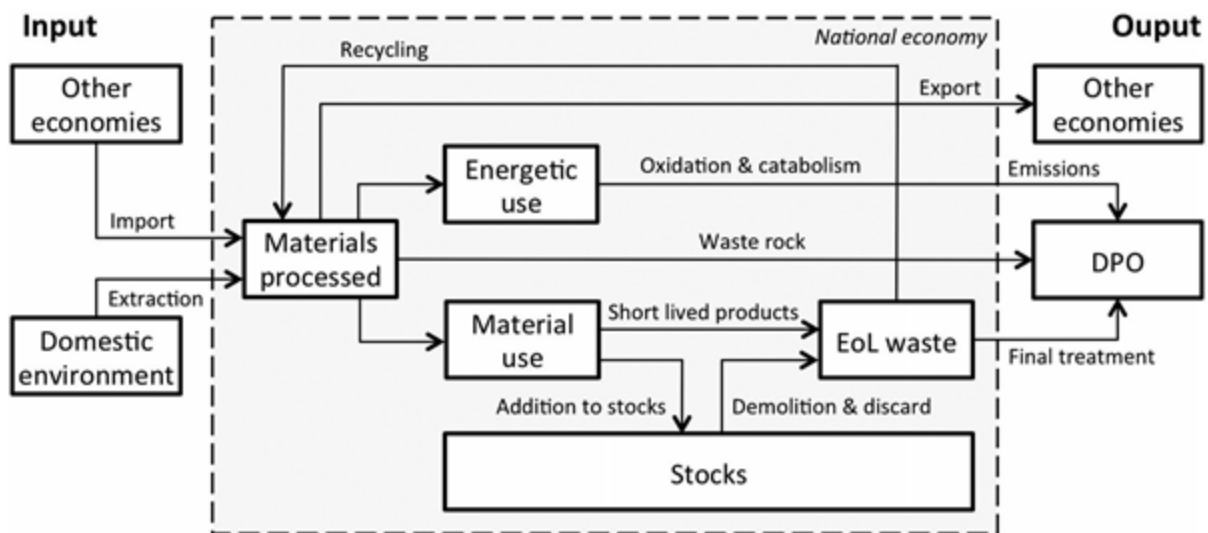 Input
Ouput
National economy
Other
economies
Recycling
Export
Other
economies
Energetic
use
Oxidation & catabolism
Emissions
Import
Materials
processed
Waste rock
DPO
Extraction
Domestic
environment
Material
use
Short lived products
EoL waste
Final treatment
Addition to stocks
Demolition & discard
Stocks